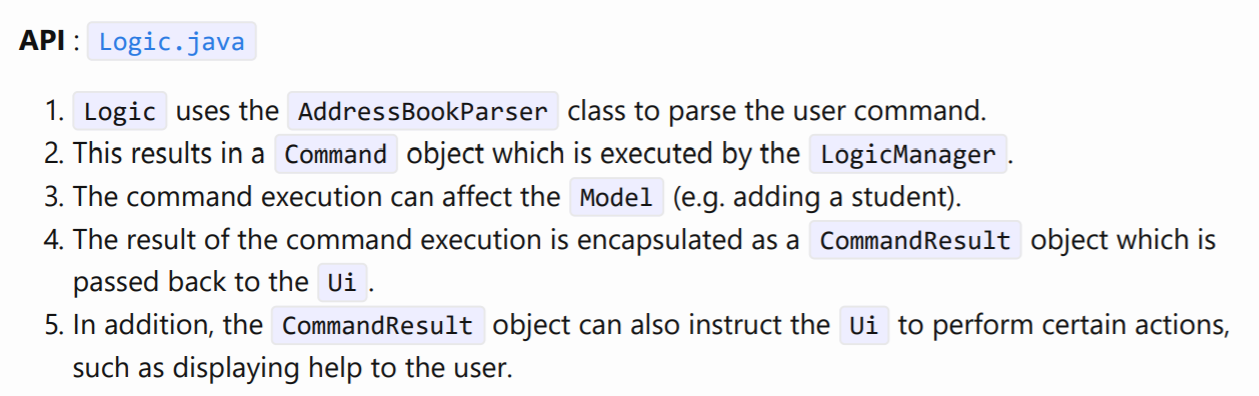 API : Logic.java
1. Logic uses the AddressBookParser class to parse the user command.
2. This results in a Command object which is executed by the LogicManager.
3. The command execution can affect the Model (e.g. adding a student).
4. The result of the command execution is encapsulated as a CommandResult object which is
passed back to the Ui.
5. In addition, the CommandResult object can also instruct the Ui to perform certain actions,
such as displaying help to the user.